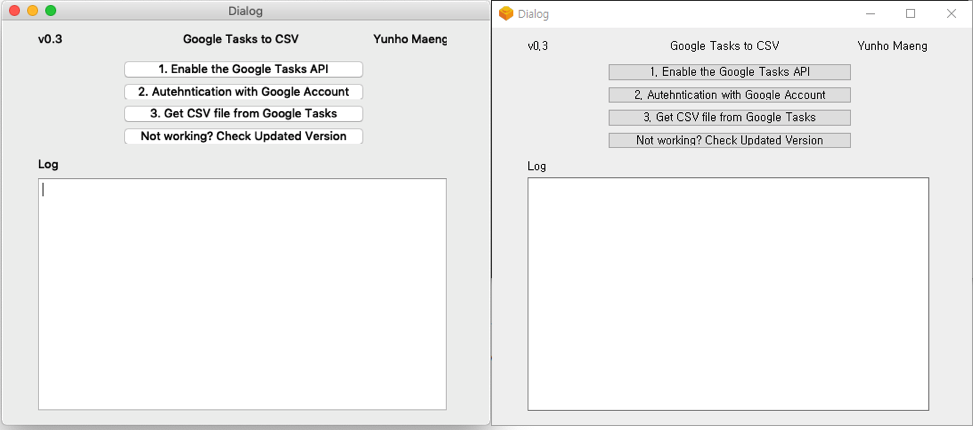 Dialog
v0.3 Google Tasks to CSV Yunho Maeng
1. Enable the Google Tasks API
2. Autehntication with Google Account
3. Get CSV file from Google Tasks
Not working? Check Updated Version
Log
Dialog
v0.3 Google Tasks to CSV Yunho Maeng
1. Enable the Google Tasks API
2. Autehntication with Google Account
3. Get CSV file from Google Tasks
Not working? Check Updated Version
Log